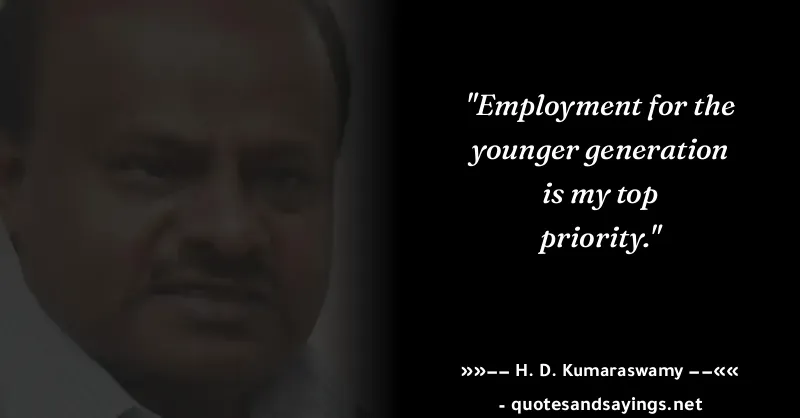 "Employment for the
younger generation
is my top
priority."
»»−− H. D. Kumaraswamy −−««
- quotesandsayings.net